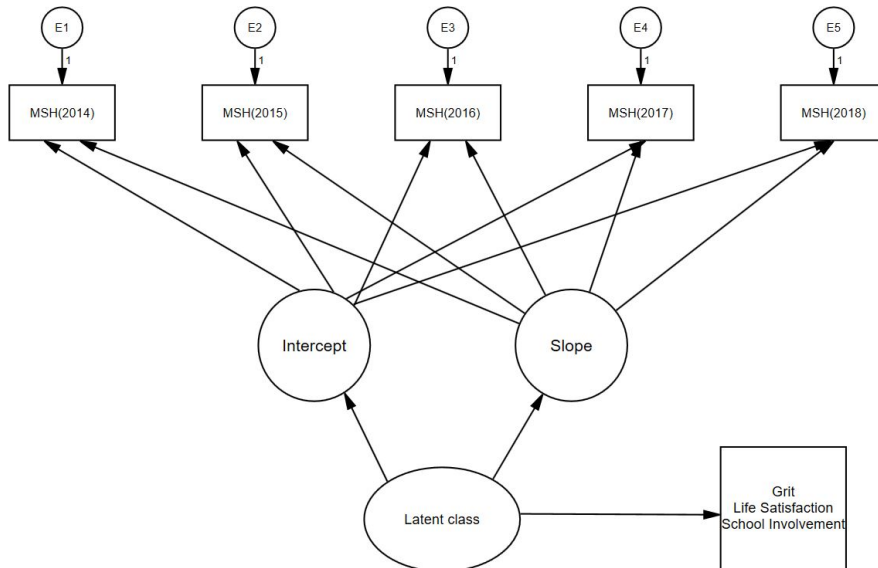 E1
E2
E3
E4
E5
1
1
1
1
1
MSH(2014)
MSH(2015)
MSH(2016)
MSH(2017)
MSH(2018)
Intercept
Slope
Latent class
Grit
Life Satisfaction
School Involvement